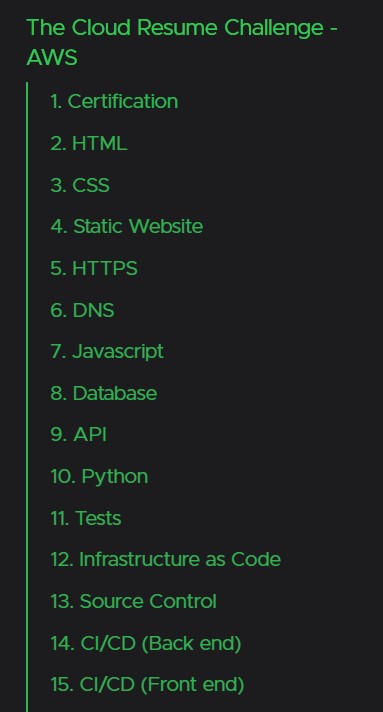 The Cloud Resume Challenge -
AWS
1. Certification
2. HTML
3. CSS
4. Static Website
5. HTTPS
6. DNS
7. Javascript
8. Database
9. API
10. Python
11. Tests
12. Infrastructure as Code
13. Source Control
14. CI/CD (Back end)
15. CI/CD (Front end)